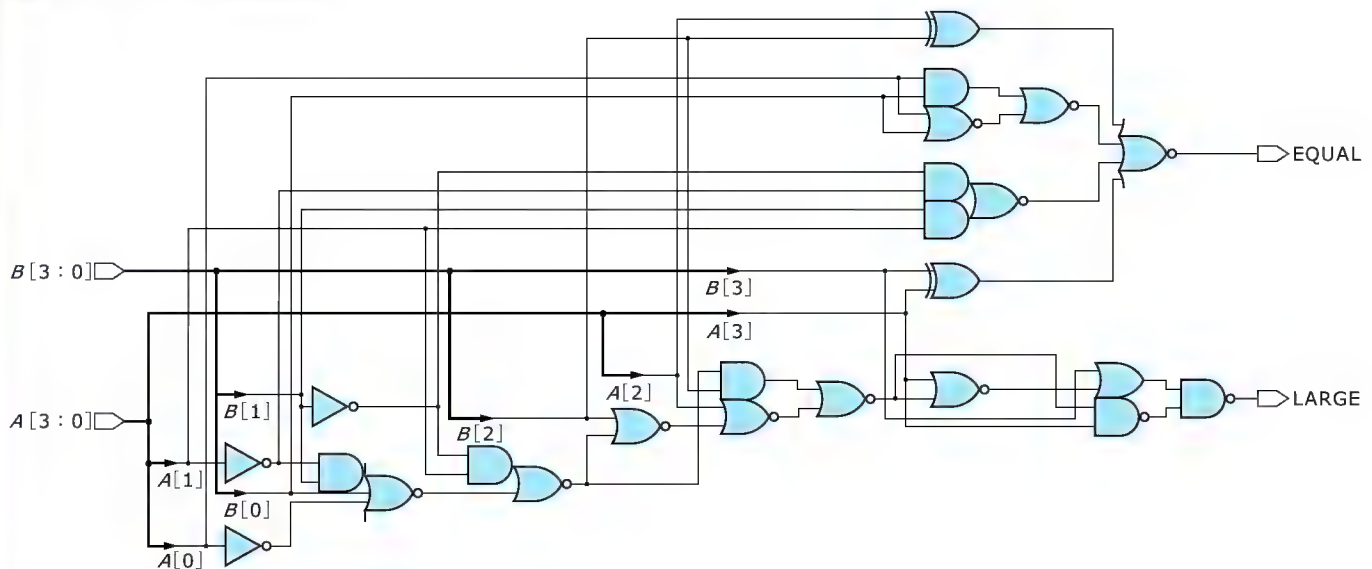 EQUAL
B[3:0]
B[3]
A[3]
A[2]
B[1]
A[3:0]
LARGE
B[2]
A[1]
B[0]
A[0]